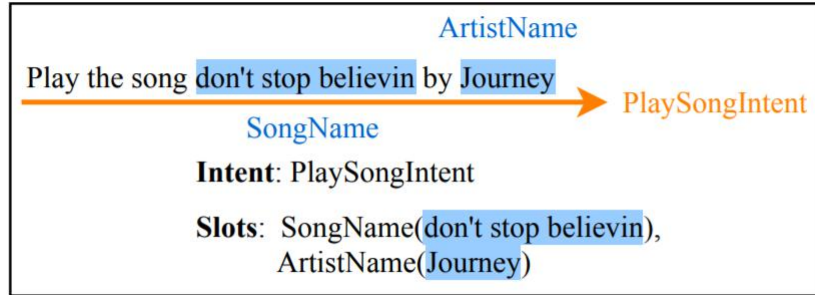 ArtistName
Play the song don't stop believin by Journey
PlaySongIntent
SongName
Intent: PlaySongIntent
Slots: SongName(don't stop believin),
ArtistName(Journey)